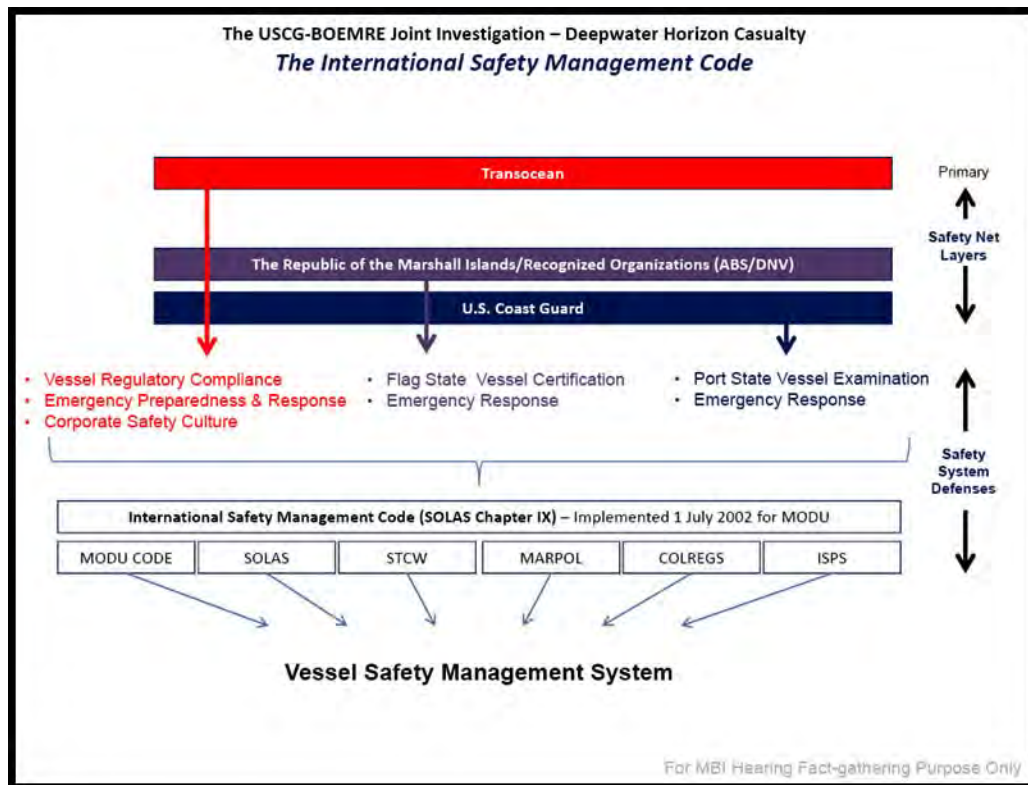 The USCG-BOEMRE Joint Investigation – Deepwater Horizon Casualty
The International Safety Management Code
Transocean
Primary
Safety Net
Layers
The Republic of the Marshall Islands/Recognized Organizations (ABS/DNV)
U.S. Coast Guard
• Vessel Regulatory Compliance
• Emergency Preparedness & Response
• Corporate Safety Culture
• Flag State Vessel Certification
• Emergency Response
• Port State Vessel Examination
• Emergency Response
Safety
System
Defenses
International Safety Management Code (SOLAS Chapter IX) – Implemented 1 July 2002 for MODU
MODU CODE
SOLAS
STCW
MARPOL
COLREGS
ISPS
Vessel Safety Management System
For MBI Hearing Fact-gathering Purpose Only